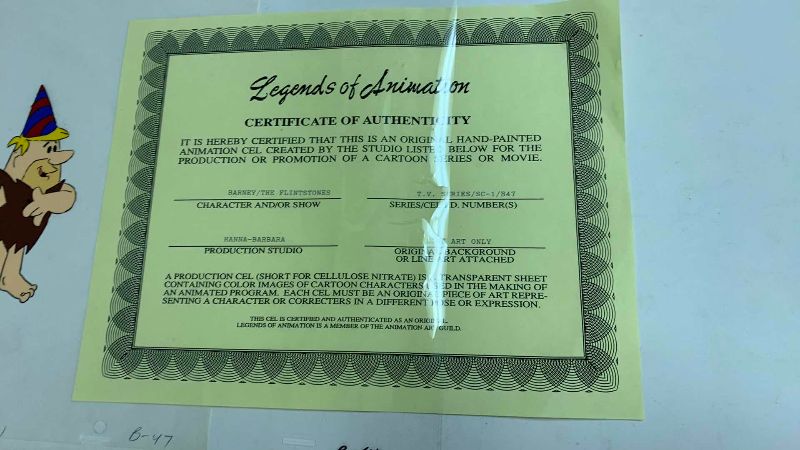 Legends of Animation
CERTIFICATE OF AUTHENTICITY
IT IS HEREBY CERTIFIED THAT THIS IS AN ORIGINAL HAND-PAINTED
ANIMATION CEL CREATED BY THE STUDIO LISTED BELOW FOR THE
PRODUCTION OR PROMOTION OF A CARTOON SERIES OR MOVIE.
BARNEY/THE FLINTSTONES T.V. SERIES/SC-1/847
CHARACTER AND/OR SHOW SERIES/CEL I.D. NUMBER(S)
HANNA-BARBARA ART ONLY
PRODUCTION STUDIO ORIGINAL BACKGROUND
OR LINE ART ATTACHED
A PRODUCTION CEL (SHORT FOR CELLULOSE NITRATE) IS A TRANSPARENT SHEET
CONTAINING COLOR IMAGES OF CARTOON CHARACTERS USED IN THE MAKING OF
AN ANIMATED PROGRAM. EACH CEL MUST BE AN ORIGINAL PIECE OF ART REPRE-
SENTING A CHARACTER OR CORRECTERS IN A DIFFERENT POSE OR EXPRESSION.
THIS CEL IS CERTIFIED AND AUTHENTICATED AS AN ORIGINAL.
LEGENDS OF ANIMATION IS A MEMBER OF THE ANIMATION ART GUILD.
B-47